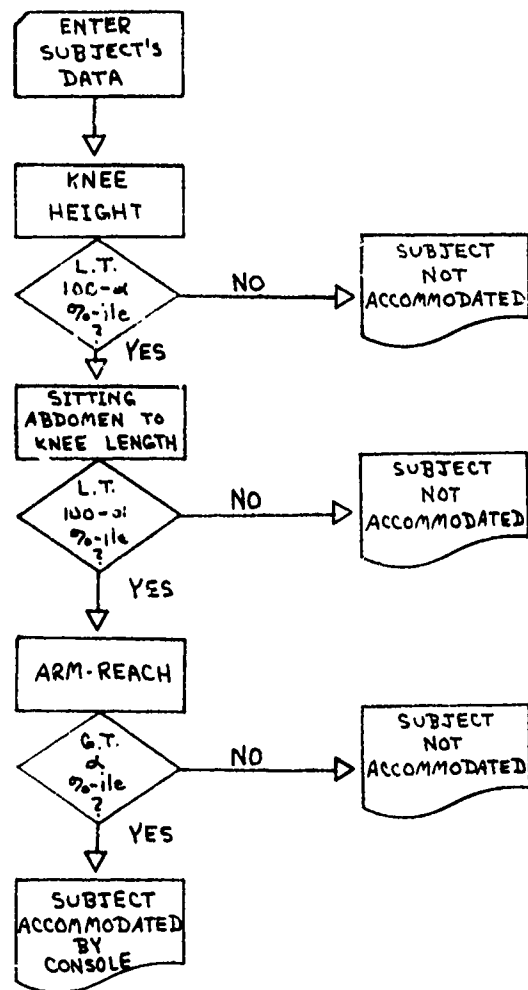 ENTER
SUBJECT'S
DATA
KNEE
HEIGHT
L.T.
100-α
%-ile
?
NO
SUBJECT
NOT
ACCOMMODATED
YES
SITTING
ABDOMEN TO
KNEE LENGTH
L.T.
100-α
%-ile
?
NO
SUBJECT
NOT
ACCOMMODATED
YES
ARM-REACH
G.T.
α
%-ile
?
NO
SUBJECT
NOT
ACCOMMODATED
YES
SUBJECT
ACCOMMODATED
BY
CONSOLE